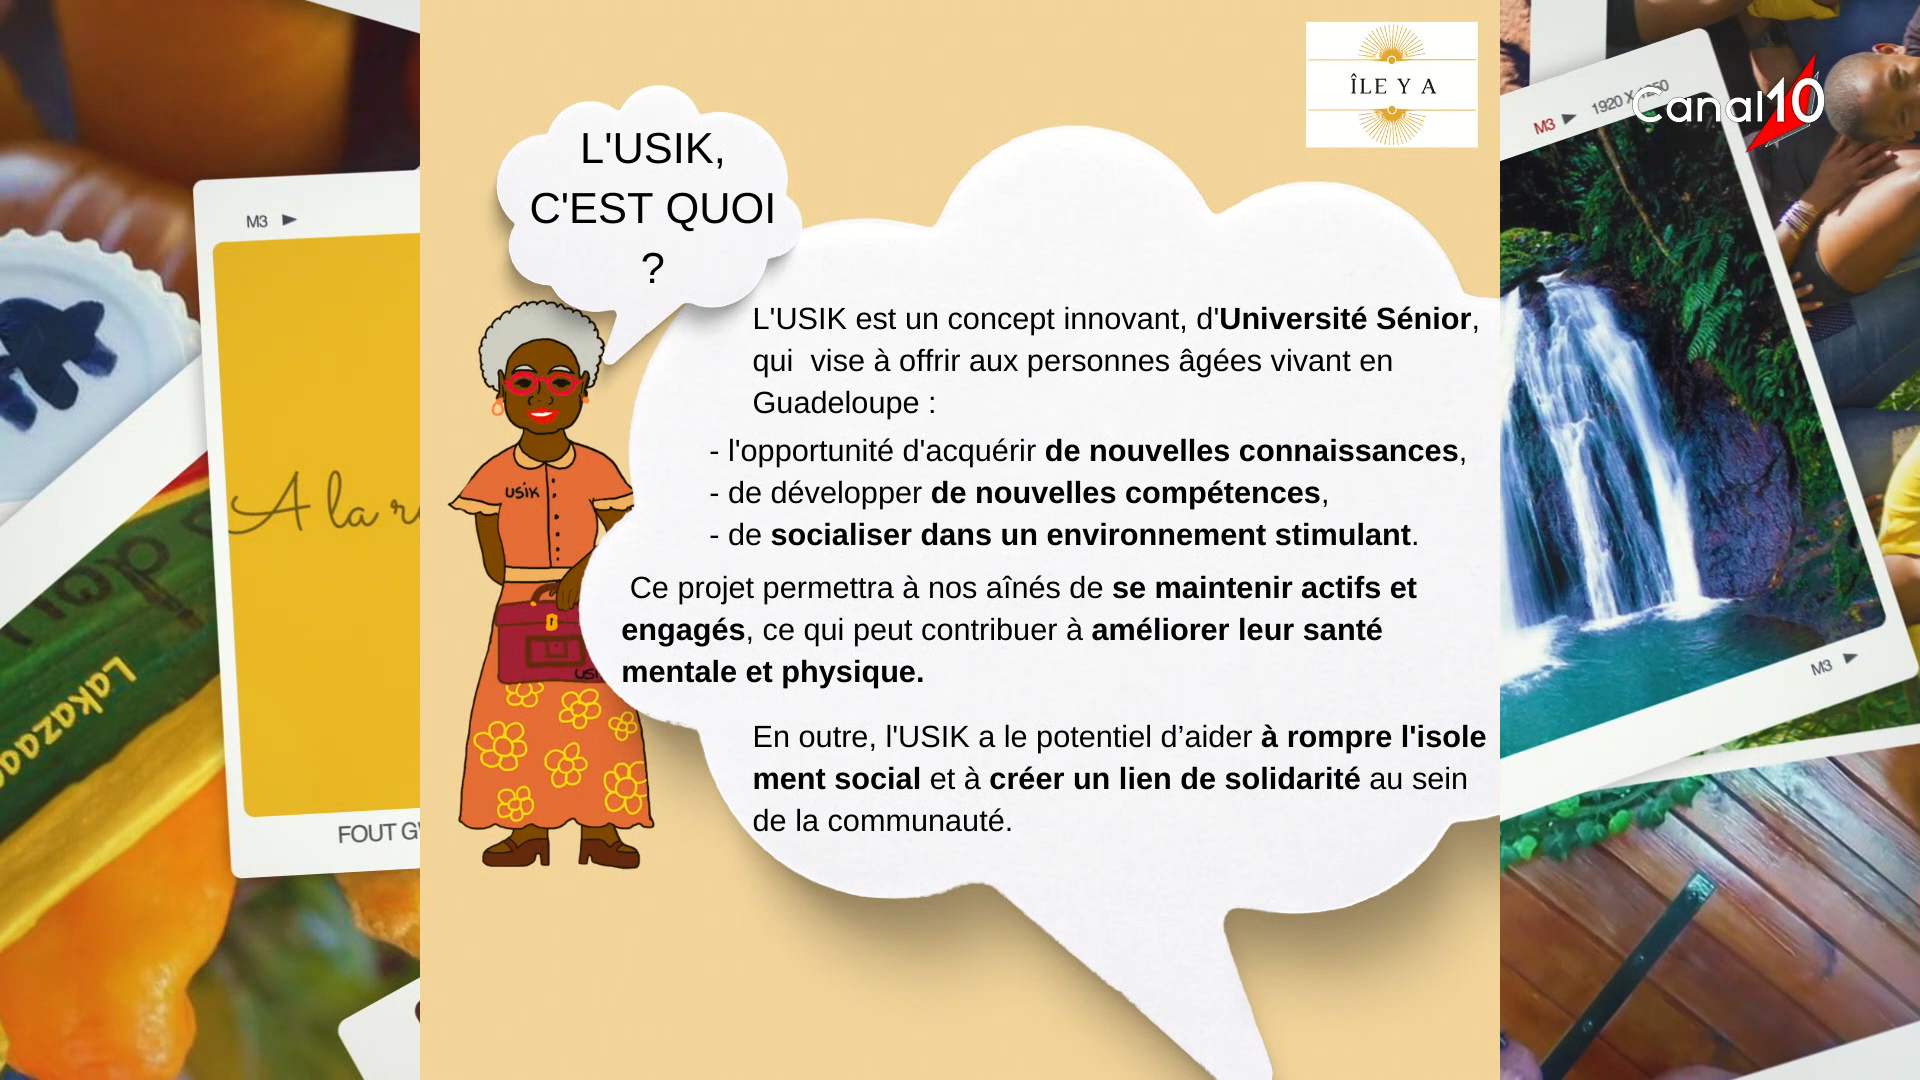 ÎLE Y A
Canal10
L'USIK,
C'EST QUOI
?
L'USIK est un concept innovant, d'Université Sénior,
qui  vise à offrir aux personnes âgées vivant en
Guadeloupe :
- l'opportunité d'acquérir de nouvelles connaissances,
- de développer de nouvelles compétences,
- de socialiser dans un environnement stimulant.
Ce projet permettra à nos aînés de se maintenir actifs et
engagés, ce qui peut contribuer à améliorer leur santé
mentale et physique.
En outre, l'USIK a le potentiel d’aider à rompre l'isole
ment social et à créer un lien de solidarité au sein
de la communauté.
USIK
M3
A la
FOUT
M3
1920 X
M3